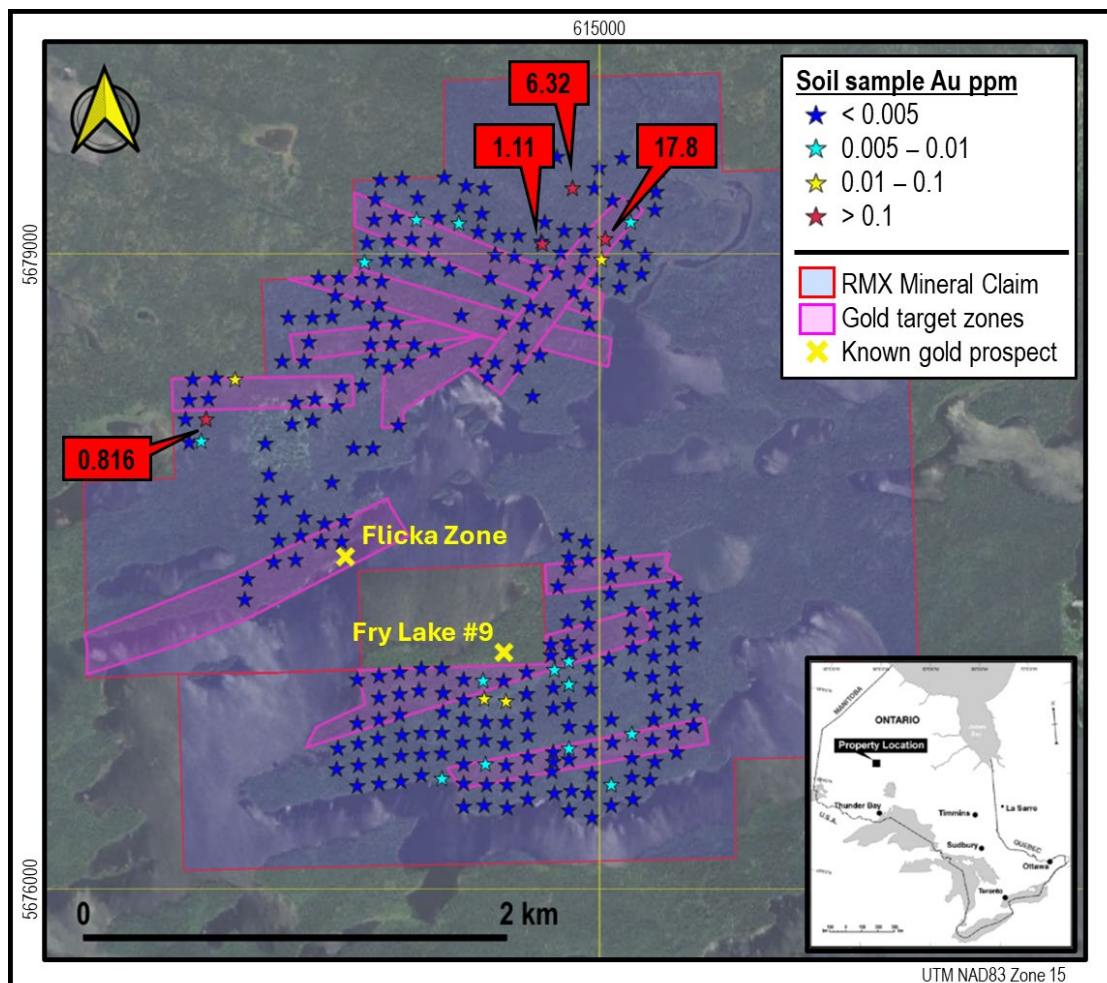 615000
6.32
1.11
17.8
Soil sample Au ppm
< 0.005
0.005 – 0.01
0.01 – 0.1
> 0.1
RMX Mineral Claim
Gold target zones
Known gold prospect
5679000
0.816
Flicka Zone
Fry Lake #9
5676000
0
2 km
MANITOBA
ONTARIO
Property Location
Thunder Bay
U.S.A.
Timmins
La Sarre
QUEBEC
Sudbury
Ottawa
Toronto
UTM NAD83 Zone 15